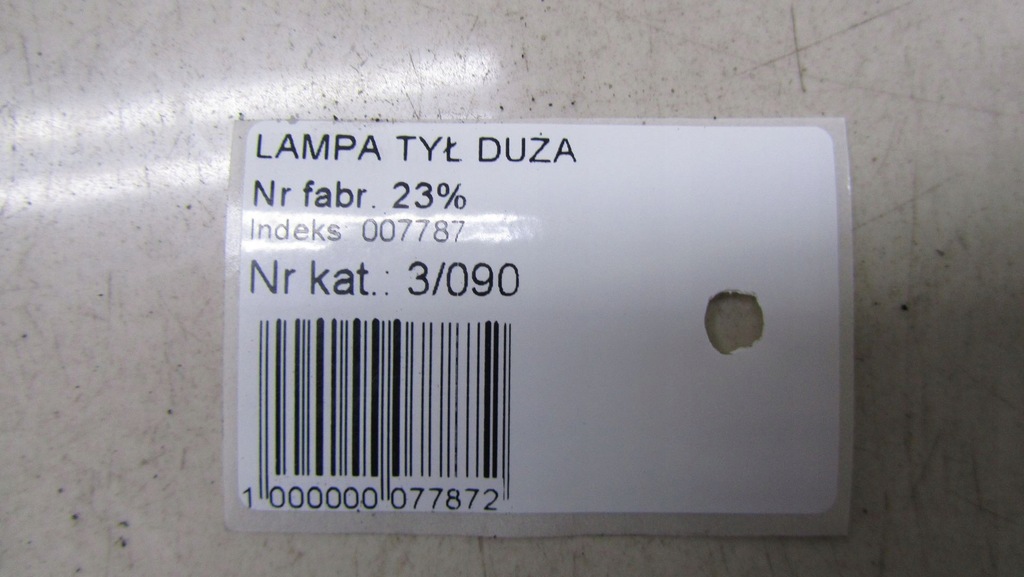 LAMPA TYŁ DUŻA
Nr fabr. 23%
Indeks 007787
Nr kat.: 3/090
1 000000 077872